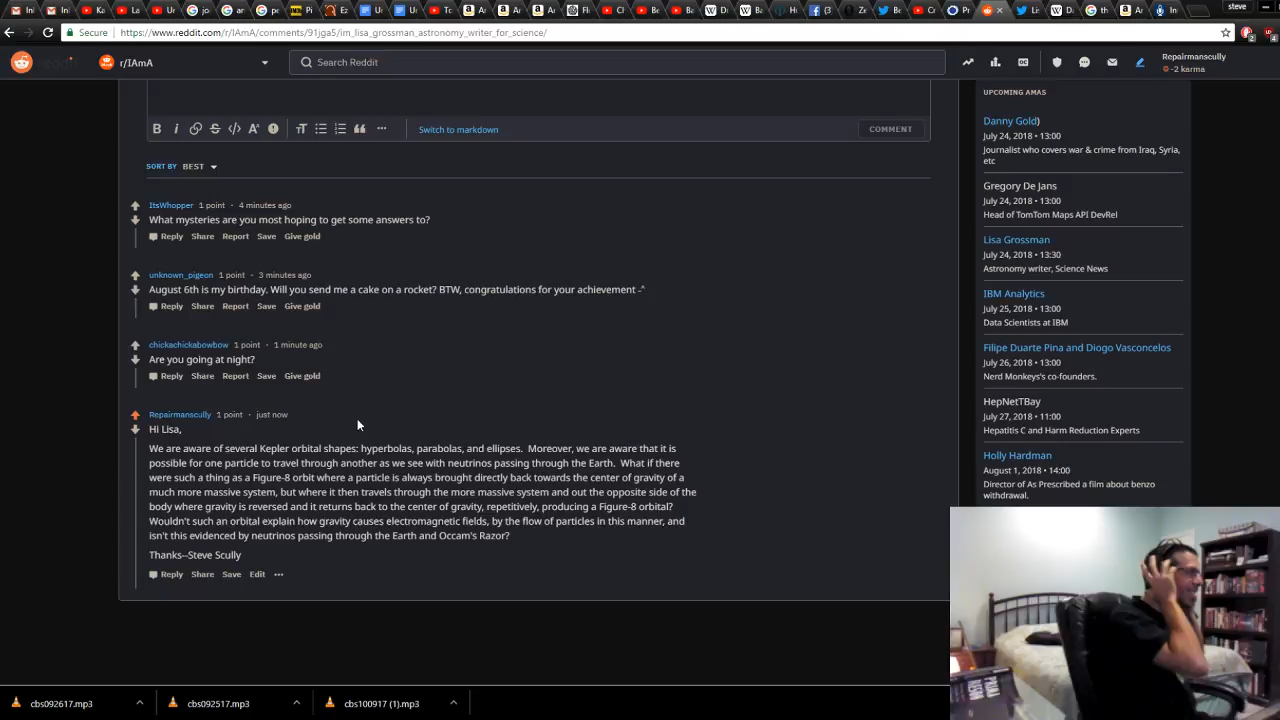 steve
Secure https://www.reddit.com/r/IAmA/comments/91jga5/im_lisa_grossman_astronomy_writer_for_science/
r/IAmA
Search Reddit
Repairmanscully
-2 karma
B i Switch to markdown COMMENT
SORT BY BEST
ItsWhopper 1 point · 4 minutes ago
What mysteries are you most hoping to get some answers to?
Reply Share Report Save Give gold
unknown_pigeon 1 point · 3 minutes ago
August 6th is my birthday. Will you send me a cake on a rocket? BTW, congratulations for your achievement -^
Reply Share Report Save Give gold
chickachickabowbow 1 point · 1 minute ago
Are you going at night?
Reply Share Report Save Give gold
Repairmanscully 1 point · just now
Hi Lisa,
We are aware of several Kepler orbital shapes: hyperbolas, parabolas, and ellipses. Moreover, we are aware that it is
possible for one particle to travel through another as we see with neutrinos passing through the Earth. What if there
were such a thing as a Figure-8 orbit where a particle is always brought directly back towards the center of gravity of a
much more massive system, but where it then travels through the more massive system and out the opposite side of the
body where gravity is reversed and it returns back to the center of gravity, repetitively, producing a Figure-8 orbital?
Wouldn't such an orbital explain how gravity causes electromagnetic fields, by the flow of particles in this manner, and
isn't this evidenced by neutrinos passing through the Earth and Occam's Razor?
Thanks--Steve Scully
Reply Share Save Edit
UPCOMING AMAS
Danny Gold)
July 24, 2018 • 13:00
Journalist who covers war & crime from Iraq, Syria,
etc
Gregory De Jans
July 24, 2018 • 13:00
Head of TomTom Maps API DevRel
Lisa Grossman
July 24, 2018 • 13:30
Astronomy writer, Science News
IBM Analytics
July 25, 2018 • 13:00
Data Scientists at IBM
Filipe Duarte Pina and Diogo Vasconcelos
July 26, 2018 • 13:00
Nerd Monkeys's co-founders.
HepNetTBay
July 27, 2018 • 11:00
Hepatitis C and Harm Reduction Experts
Holly Hardman
August 1, 2018 • 14:00
Director of As Prescribed a film about benzo
withdrawal.
cbs092617.mp3
cbs092517.mp3
cbs100917 (1).mp3